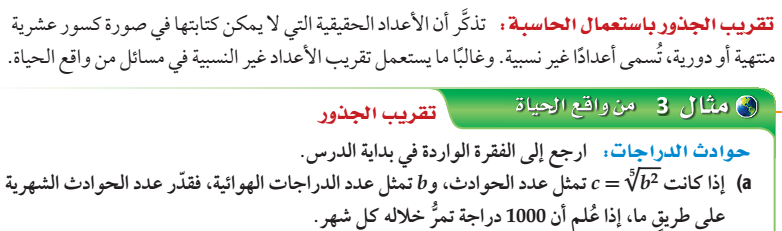 تقريب الجذور باستعمال الحاسبة: تذكَّر أن الأعداد الحقيقية التي لا يمكن كتابتها في صورة كسور عشرية
منتهية أو دورية، تُسمى أعدادًا غير نسبية. وغالبًا ما يستعمل تقريب الأعداد غير النسبية في مسائل من واقع الحياة.
مثال 3 من واقع الحياة تقريب الجذور
حوادث الدراجات: ارجع إلى الفقرة الواردة في بداية الدرس.
a) إذا كانت c = ⁵√b² تمثل عدد الحوادث، و b تمثل عدد الدراجات الهوائية، فقدّر عدد الحوادث الشهرية
على طريقٍ ما، إذا عُلم أن 1000 دراجة تمرُّ خلاله كل شهر.